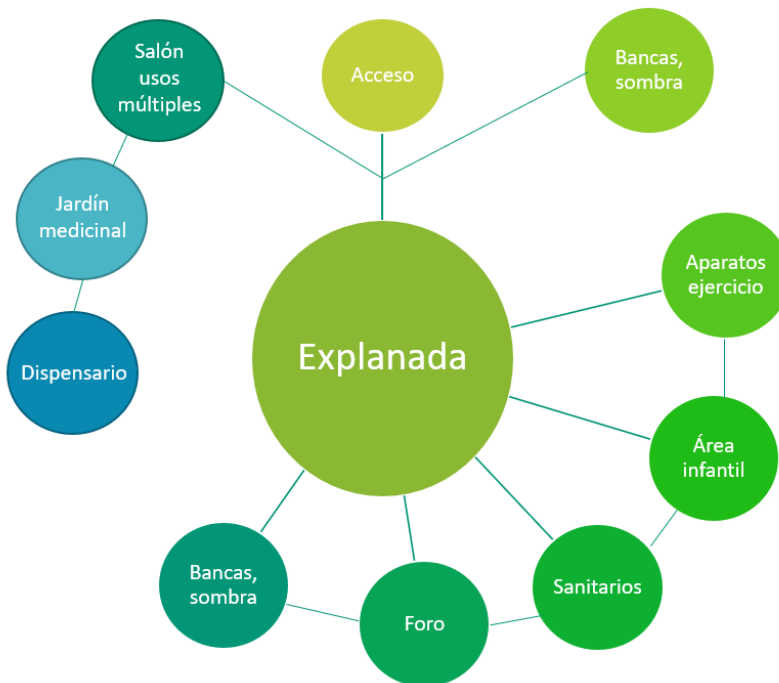 Salón
usos
múltiples
Acceso
Bancas,
sombra
Jardín
medicinal
Aparatos
ejercicio
Explanada
Dispensario
Área
infantil
Bancas,
sombra
Foro
Sanitarios